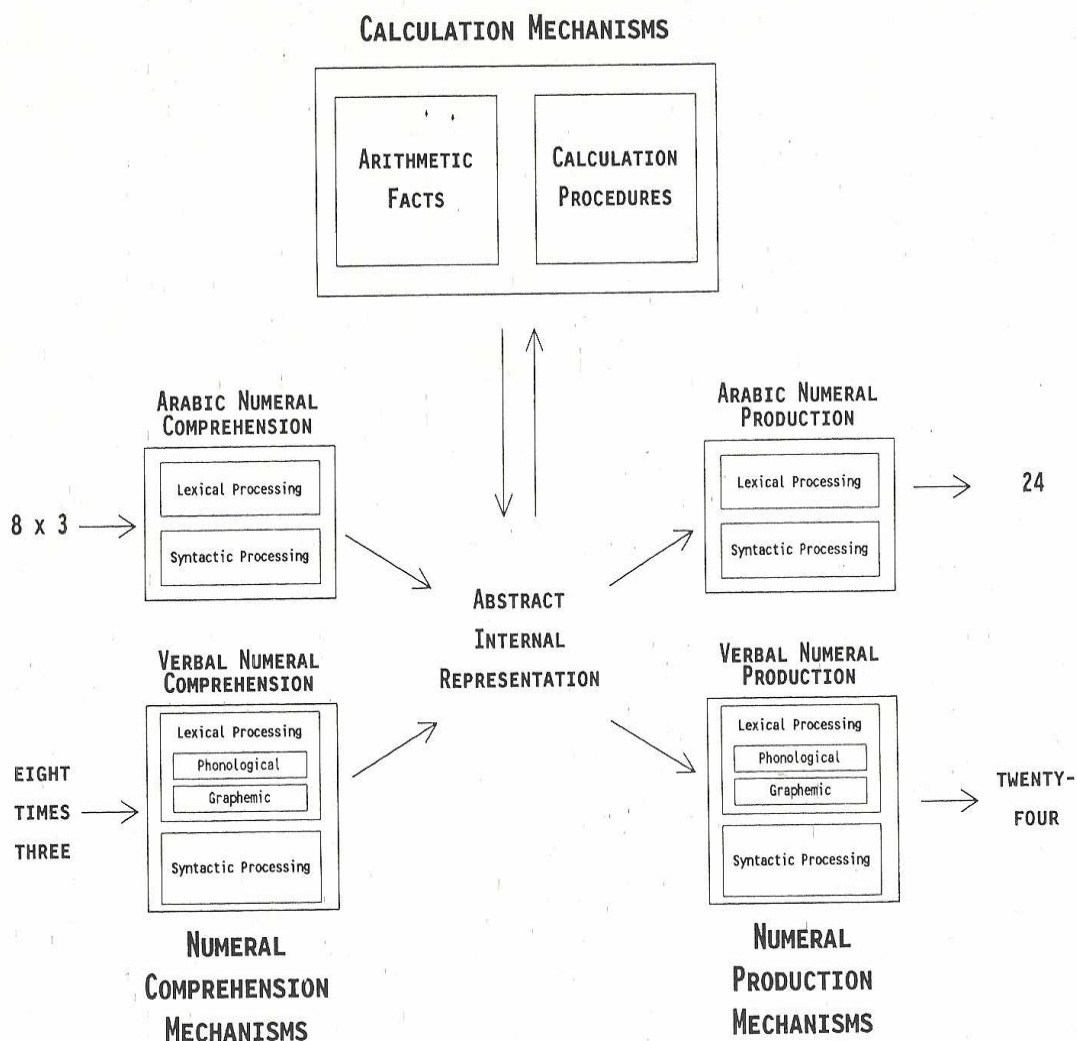 CALCULATION MECHANISMS
ARITHMETIC
FACTS
CALCULATION
PROCEDURES
ARABIC NUMERAL
COMPREHENSION
Lexical Processing
Syntactic Processing
8 x 3
ARABIC NUMERAL
PRODUCTION
Lexical Processing
Syntactic Processing
24
ABSTRACT
INTERNAL
REPRESENTATION
VERBAL NUMERAL
COMPREHENSION
Lexical Processing
Phonological
Graphemic
Syntactic Processing
EIGHT
TIMES
THREE
VERBAL NUMERAL
PRODUCTION
Lexical Processing
Phonological
Graphemic
Syntactic Processing
TWENTY-
FOUR
NUMERAL
COMPREHENSION
MECHANISMS
NUMERAL
PRODUCTION
MECHANISMS